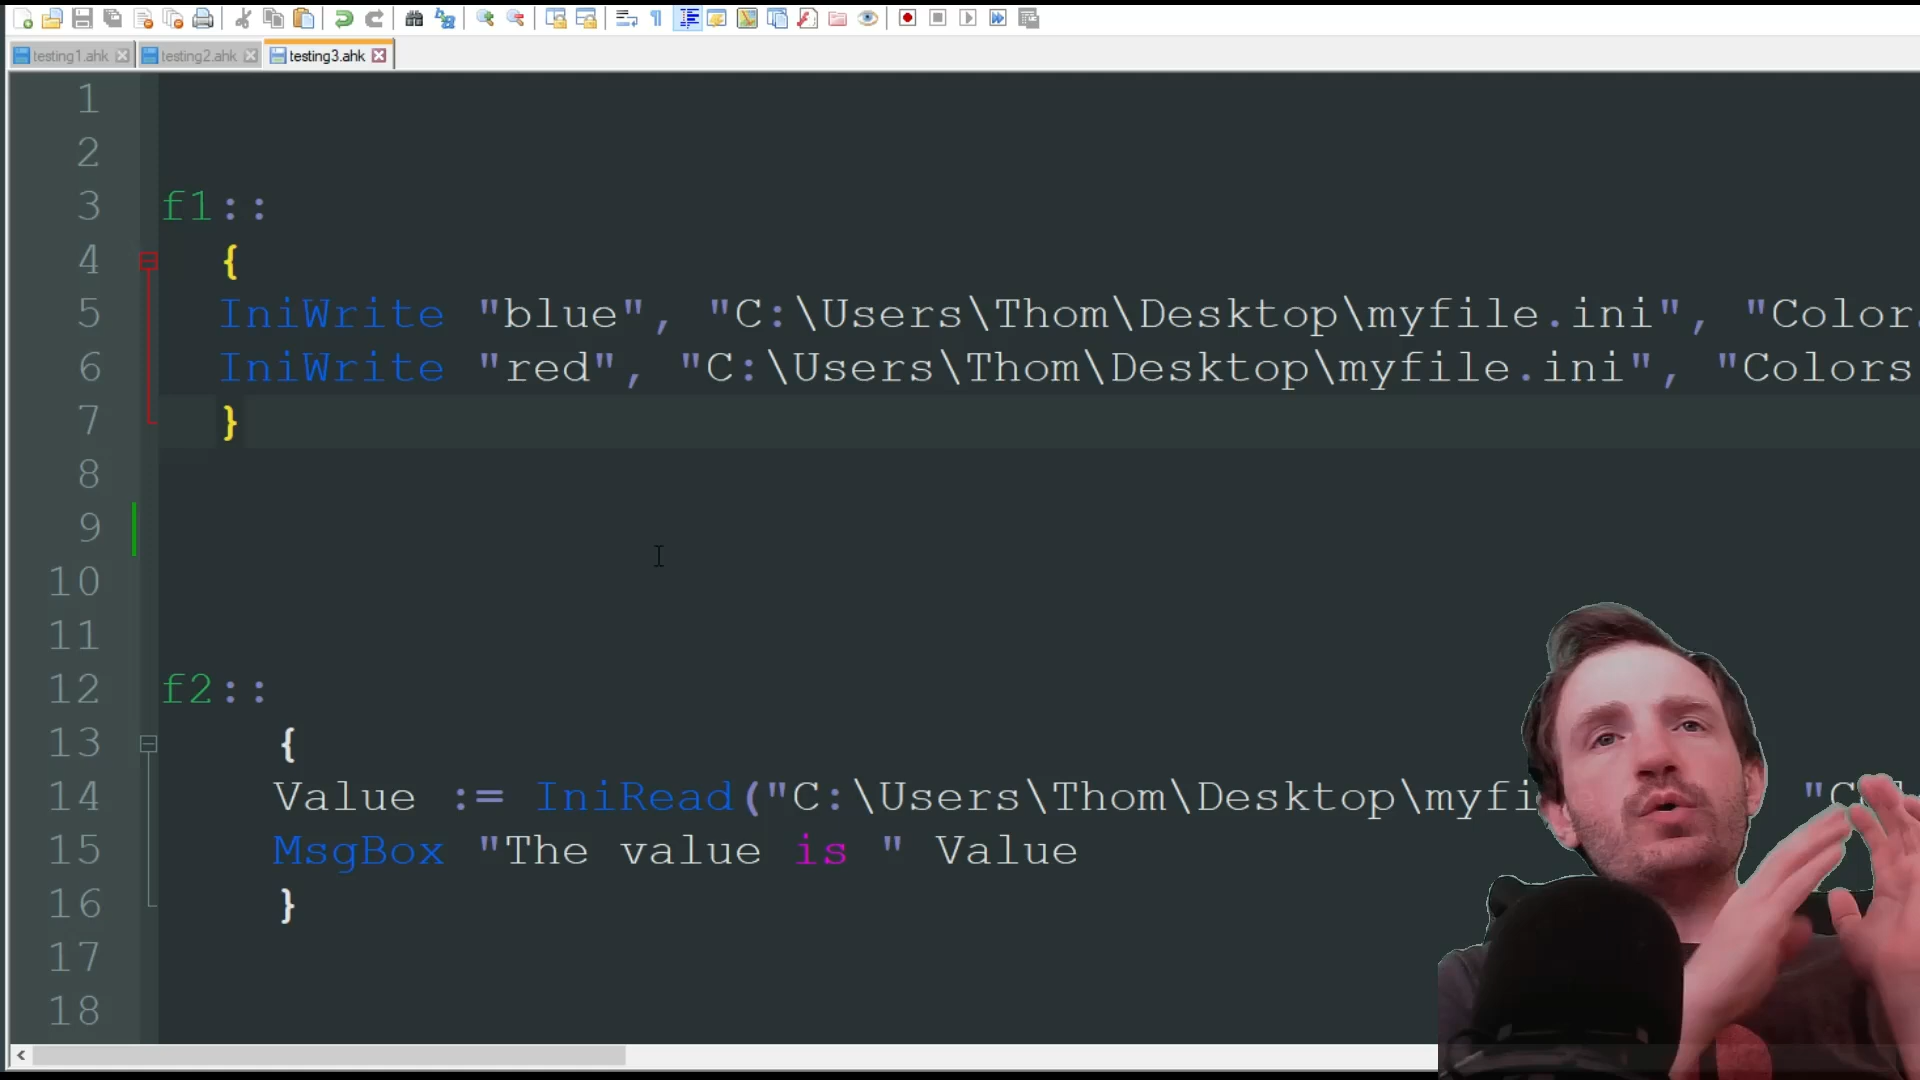 testing1.ahk testing2.ahk testing3.ahk
1
2
3 f1::
4 {
5 IniWrite "blue", "C:\Users\Thom\Desktop\myfile.ini", "Color
6 IniWrite "red", "C:\Users\Thom\Desktop\myfile.ini", "Colors
7 }
8
9
10
11
12 f2::
13 {
14 Value := IniRead("C:\Users\Thom\Desktop\myfi "C
15 MsgBox "The value is " Value
16 }
17
18